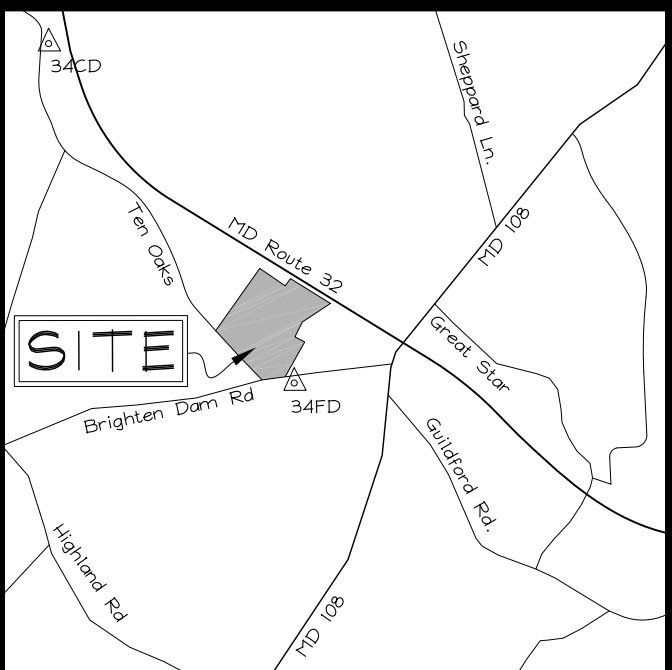 34CD
Sheppard Ln.
Ten Oaks
MD Route 32
MD 108
SITE
Great Star
34FD
Brighten Dam Rd
Guildford Rd.
Highland Rd
MD 108